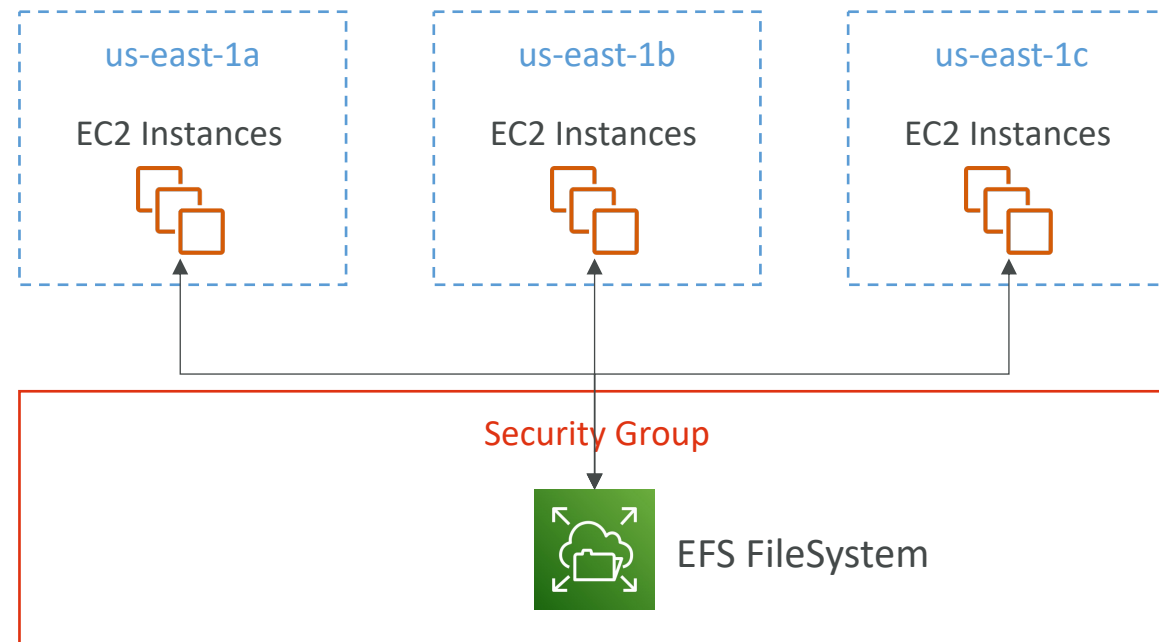 us-east-1a
us-east-1b
us-east-1c
EC2 Instances
EC2 Instances
EC2 Instances
Security Group
EFS FileSystem